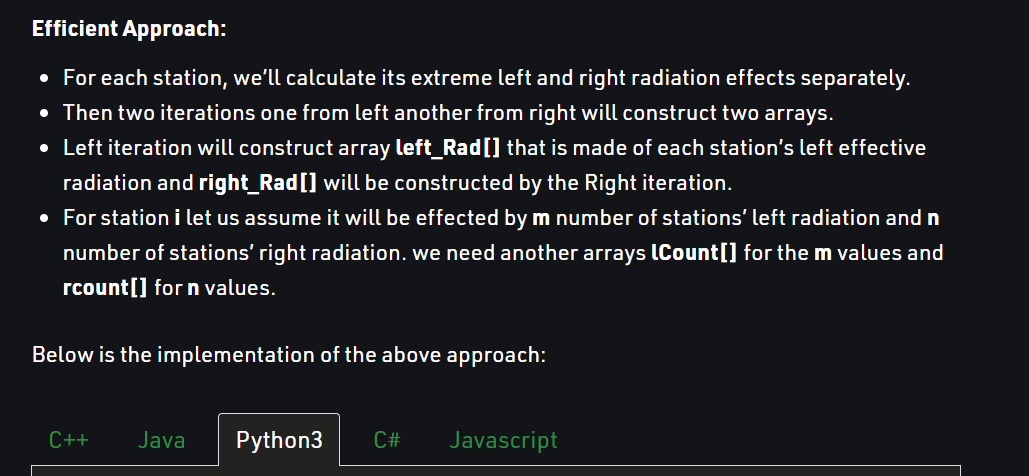 Efficient Approach:
• For each station, we’ll calculate its extreme left and right radiation effects separately.
• Then two iterations one from left another from right will construct two arrays.
• Left iteration will construct array left_Rad[] that is made of each station’s left effective
radiation and right_Rad[] will be constructed by the Right iteration.
• For station i let us assume it will be effected by m number of stations’ left radiation and n
number of stations’ right radiation. we need another arrays lCount[] for the m values and
rcount[] for n values.
Below is the implementation of the above approach:
C++ Java Python3 C# Javascript